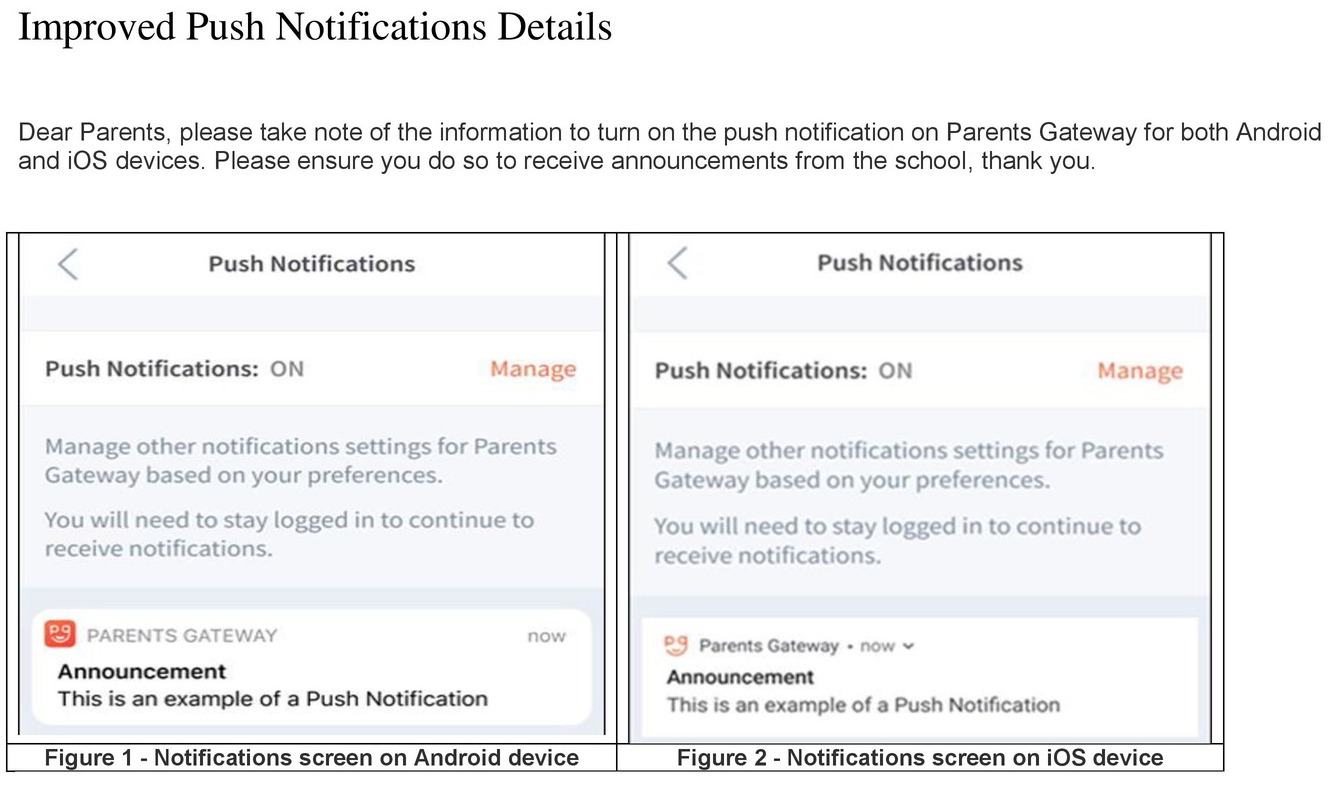 Improved Push Notifications Details
Dear Parents, please take note of the information to turn on the push notification on Parents Gateway for both Android
and iOS devices. Please ensure you do so to receive announcements from the school, thank you.
Push Notifications
Push Notifications: ON Manage
Manage other notifications settings for Parents
Gateway based on your preferences.
You will need to stay logged in to continue to
receive notifications.
pg PARENTS GATEWAY now
Announcement
This is an example of a Push Notification
Figure 1 - Notifications screen on Android device
Push Notifications
Push Notifications: ON Manage
Manage other notifications settings for Parents
Gateway based on your preferences.
You will need to stay logged in to continue to
receive notifications.
pg Parents Gateway • now
Announcement
This is an example of a Push Notification
Figure 2 - Notifications screen on iOS device